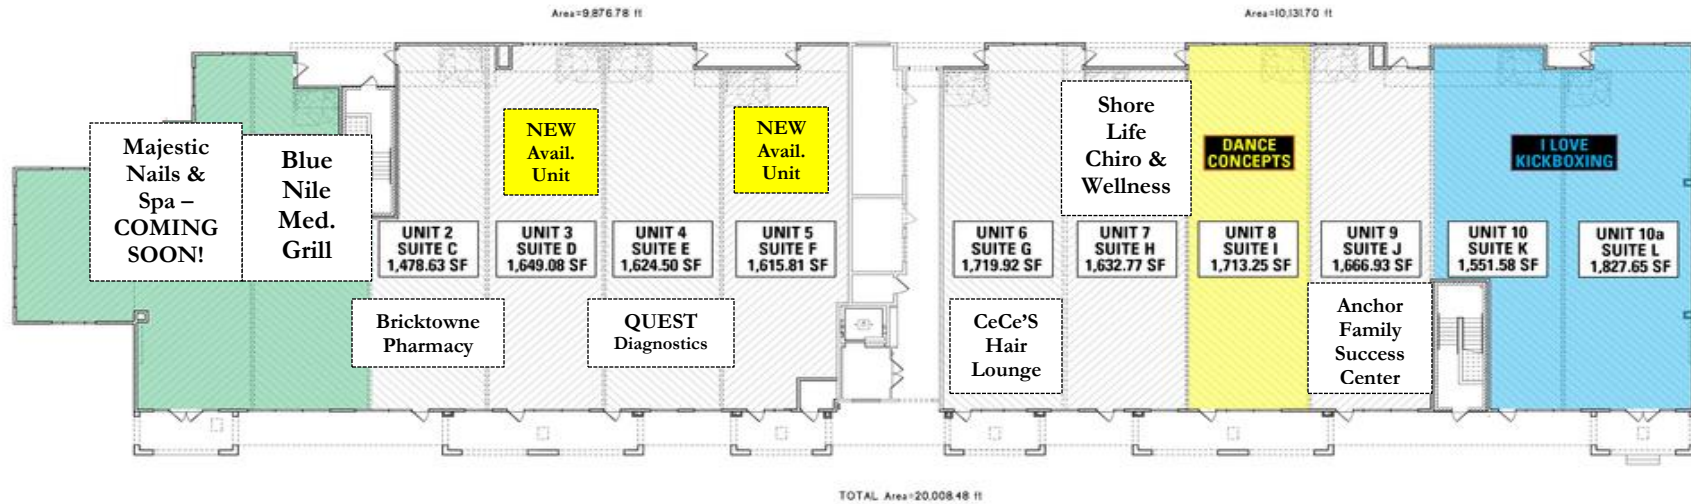 Area=9,876.78 ft
Area=10,131.70 ft
Majestic
Nails &
Spa –
COMING
SOON!
Blue
Nile
Med.
Grill
NEW
Avail.
Unit
NEW
Avail.
Unit
Shore
Life
Chiro &
Wellness
DANCE
CONCEPTS
I LOVE
KICKBOXING
UNIT 2
SUITE C
1,478.63 SF
UNIT 3
SUITE D
1,649.08 SF
UNIT 4
SUITE E
1,624.50 SF
UNIT 5
SUITE F
1,615.81 SF
UNIT 6
SUITE G
1,719.92 SF
UNIT 7
SUITE H
1,632.77 SF
UNIT 8
SUITE I
1,713.25 SF
UNIT 9
SUITE J
1,666.93 SF
UNIT 10
SUITE K
1,551.58 SF
UNIT 10a
SUITE L
1,827.65 SF
Bricktowne
Pharmacy
QUEST
Diagnostics
CeCe'S
Hair
Lounge
Anchor
Family
Success
Center
TOTAL Area=20,008.48 ft